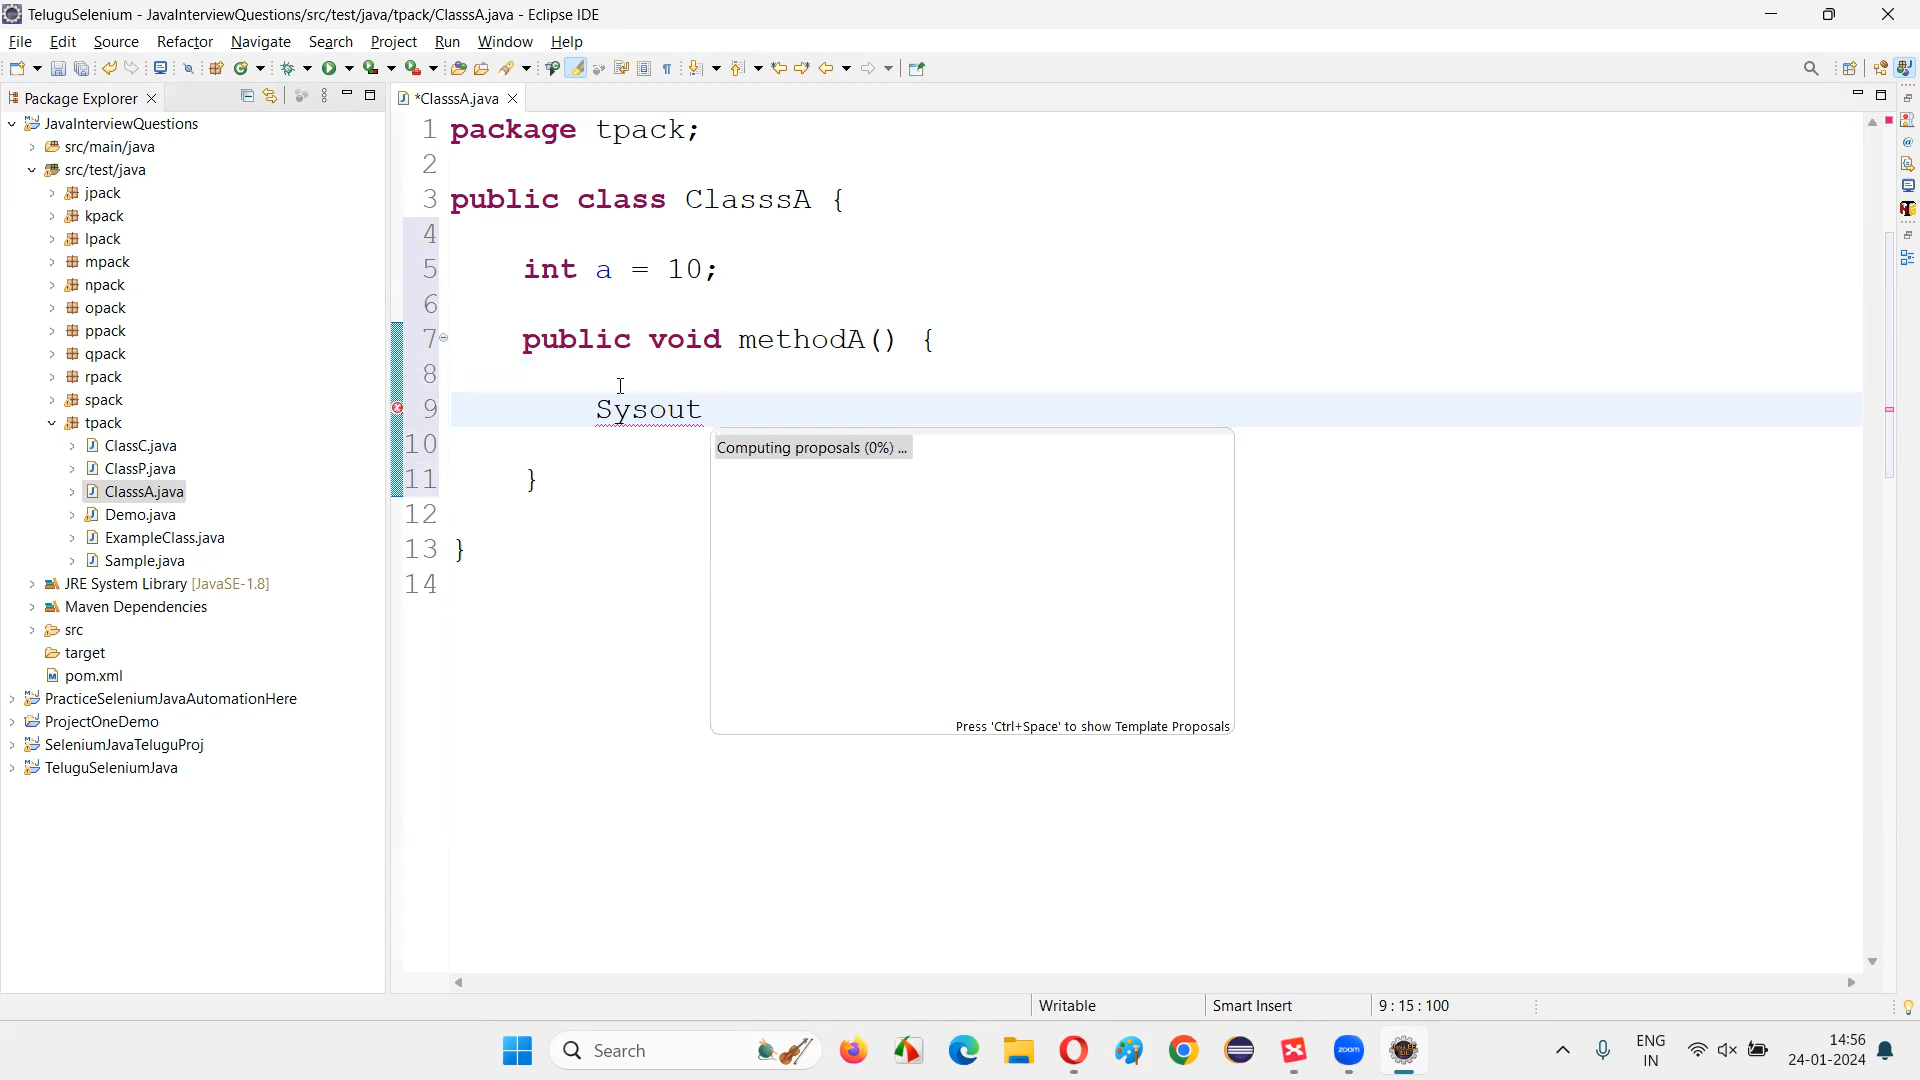 TeluguSelenium - JavaInterviewQuestions/src/test/java/tpack/ClasssA.java - Eclipse IDE
File Edit Source Refactor Navigate Search Project Run Window Help
Package Explorer
JavaInterviewQuestions
src/main/java
src/test/java
jpack
kpack
lpack
mpack
npack
opack
ppack
qpack
rpack
spack
tpack
ClassC.java
ClassP.java
ClasssA.java
Demo.java
ExampleClass.java
Sample.java
JRE System Library [JavaSE-1.8]
Maven Dependencies
src
target
pom.xml
PracticeSeleniumJavaAutomationHere
ProjectOneDemo
SeleniumJavaTeluguProj
TeluguSeleniumJava
*ClasssA.java
1 package tpack;
2
3 public class ClasssA {
4
5 int a = 10;
6
7 public void methodA() {
8
9 Sysout
10
11 }
12
13 }
14
Computing proposals (0%) ...
Press 'Ctrl+Space' to show Template Proposals
Writable Smart Insert 9 : 15 : 100
Search
zoom
ENG
IN
14:56
24-01-2024